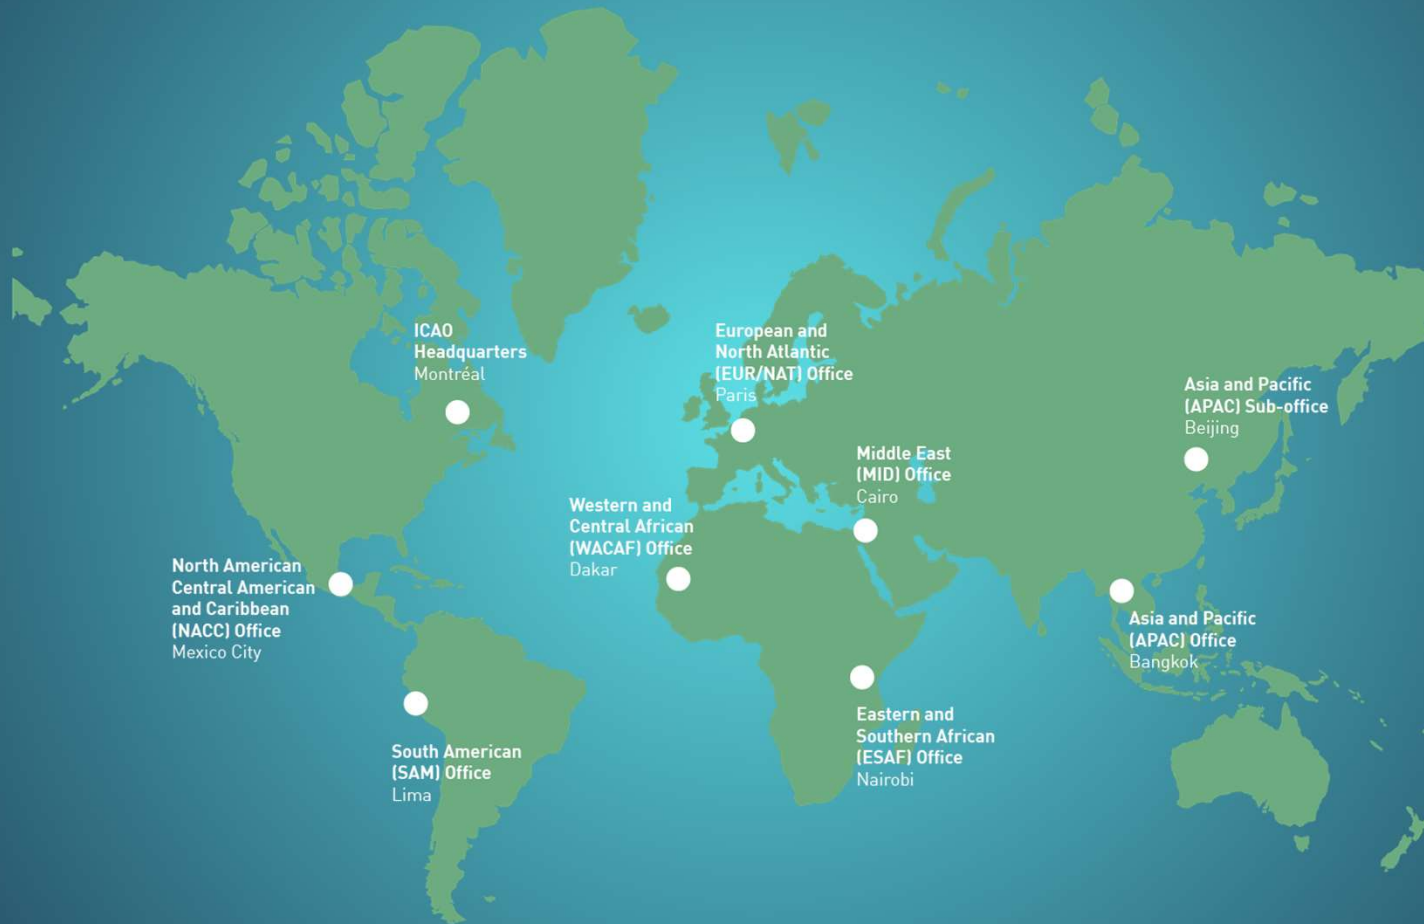 ICAO
Headquarters
Montréal
European and
North Atlantic
(EUR/NAT) Office
Paris
Asia and Pacific
(APAC) Sub-office
Beijing
Middle East
(MID) Office
Cairo
Western and
Central African
(WACAF) Office
Dakar
North American
Central American
and Caribbean
(NACC) Office
Mexico City
Asia and Pacific
(APAC) Office
Bangkok
Eastern and
Southern African
(ESAF) Office
Nairobi
South American
(SAM) Office
Lima